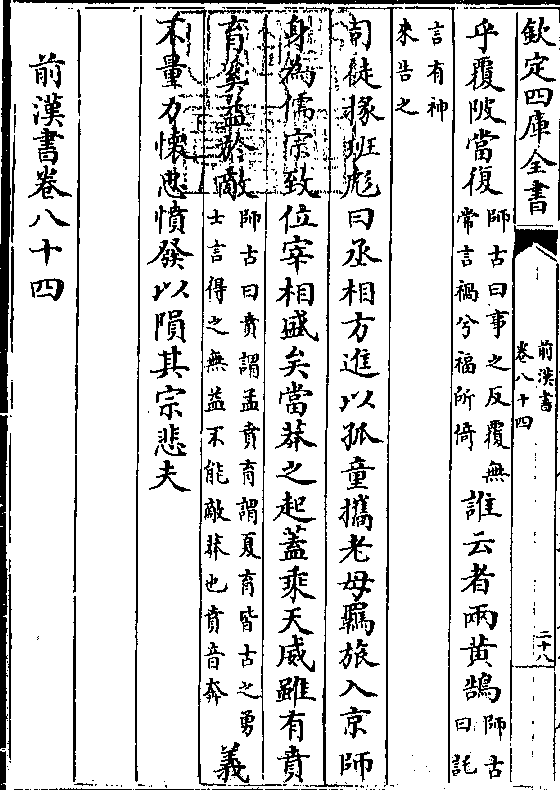 欽定四庫全書
前漢書
卷八十四
二十八
乎覆陂當復師古曰事之反覆無常言禍兮福所倚誰云者兩黃鵠師古曰託
言有神來告之
司徒掾班彪曰丞相方進以孤童攜老母羈旅入京師
身為儒宗致位宰相盛矣當莽之起蓋乘天威雖有賁
育奚益於敵師古曰賁謂孟賁育謂夏育皆古之勇士言得之無益不能敵莽也賁音奔義
不量力懷忠憤發以隕其宗悲夫
前漢書卷八十四